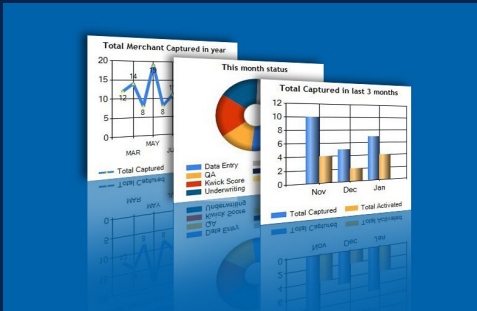 Total Merchant Captured in year
20
15
10
5
0
12
14
8
19
8
MAR
MAY
Total Captured
This month status
Data Entry
QA
Kwick Score
Underwriting
Total Captured in last 3 months
12
10
8
6
4
2
0
Nov
Dec
Jan
Total Captured
Total Activated